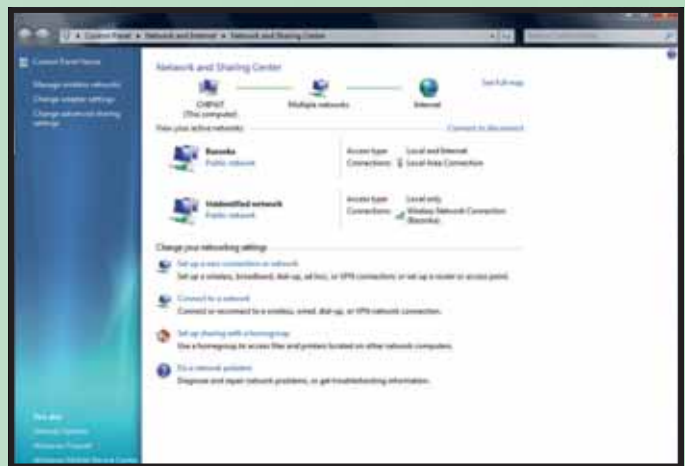 Control Panel ▸ Network and Internet ▸ Network and Sharing Center
Control Panel Home
Manage wireless networks
Change adapter settings
Change advanced sharing
settings
Network and Sharing Center
See full map
(This computer)
Multiple networks
Internet
View your active networks
Connect or disconnect
Public network
Access type: Local and Internet
Connections: Local Area Connection
Unidentified network
Public network
Access type: Local only
Connections: Wireless Network Connection
Change your networking settings
Set up a new connection or network
Set up a wireless, broadband, dial-up, ad hoc, or VPN connection; or set up a router or access point.
Connect to a network
Connect or reconnect to a wireless, wired, dial-up, or VPN network connection.
Set up sharing with a homegroup
Use a homegroup to access files and printers located on other network computers.
Fix a network problem
Diagnose and repair network problems, or get troubleshooting information.
See also
Windows Firewall
Windows Mobile Device Center